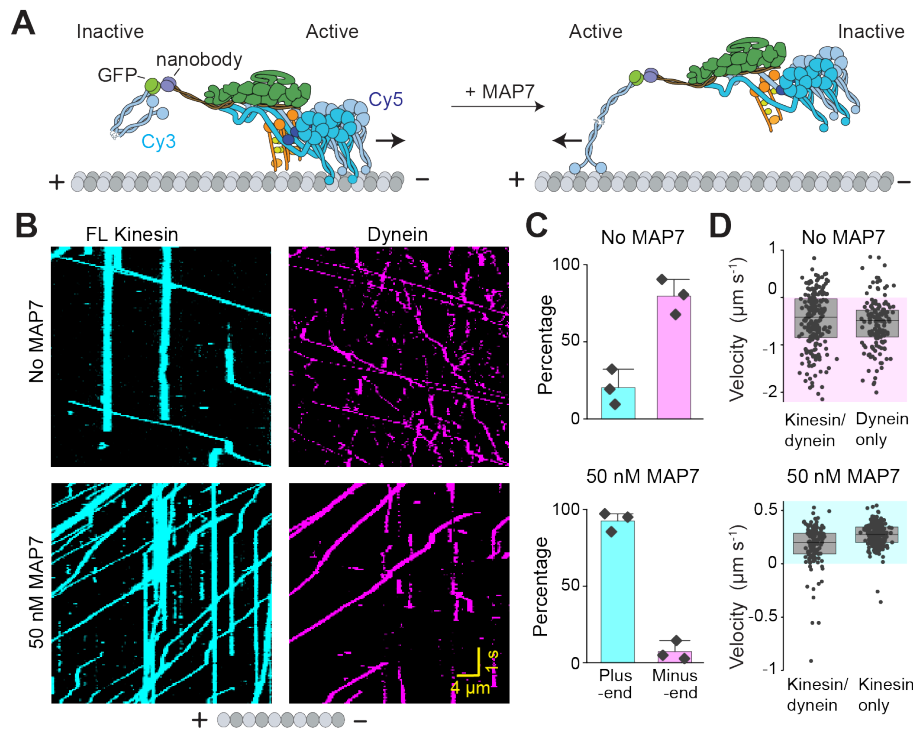 A
Inactive
Active
GFP
nanobody
Cy5
Cy3
+
−
+ MAP7
Active
Inactive
+
−
B
FL Kinesin
Dynein
No MAP7
50 nM MAP7
1 s
4 µm
+
−
C
No MAP7
Percentage
100
50
0
50 nM MAP7
Percentage
100
50
0
Plus
-end
Minus
-end
D
No MAP7
Velocity (µm s-1)
1
0
-1
-2
Kinesin/
dynein
Dynein
only
50 nM MAP7
Velocity (µm s-1)
0.5
0
-0.5
-1
Kinesin/
dynein
Kinesin
only